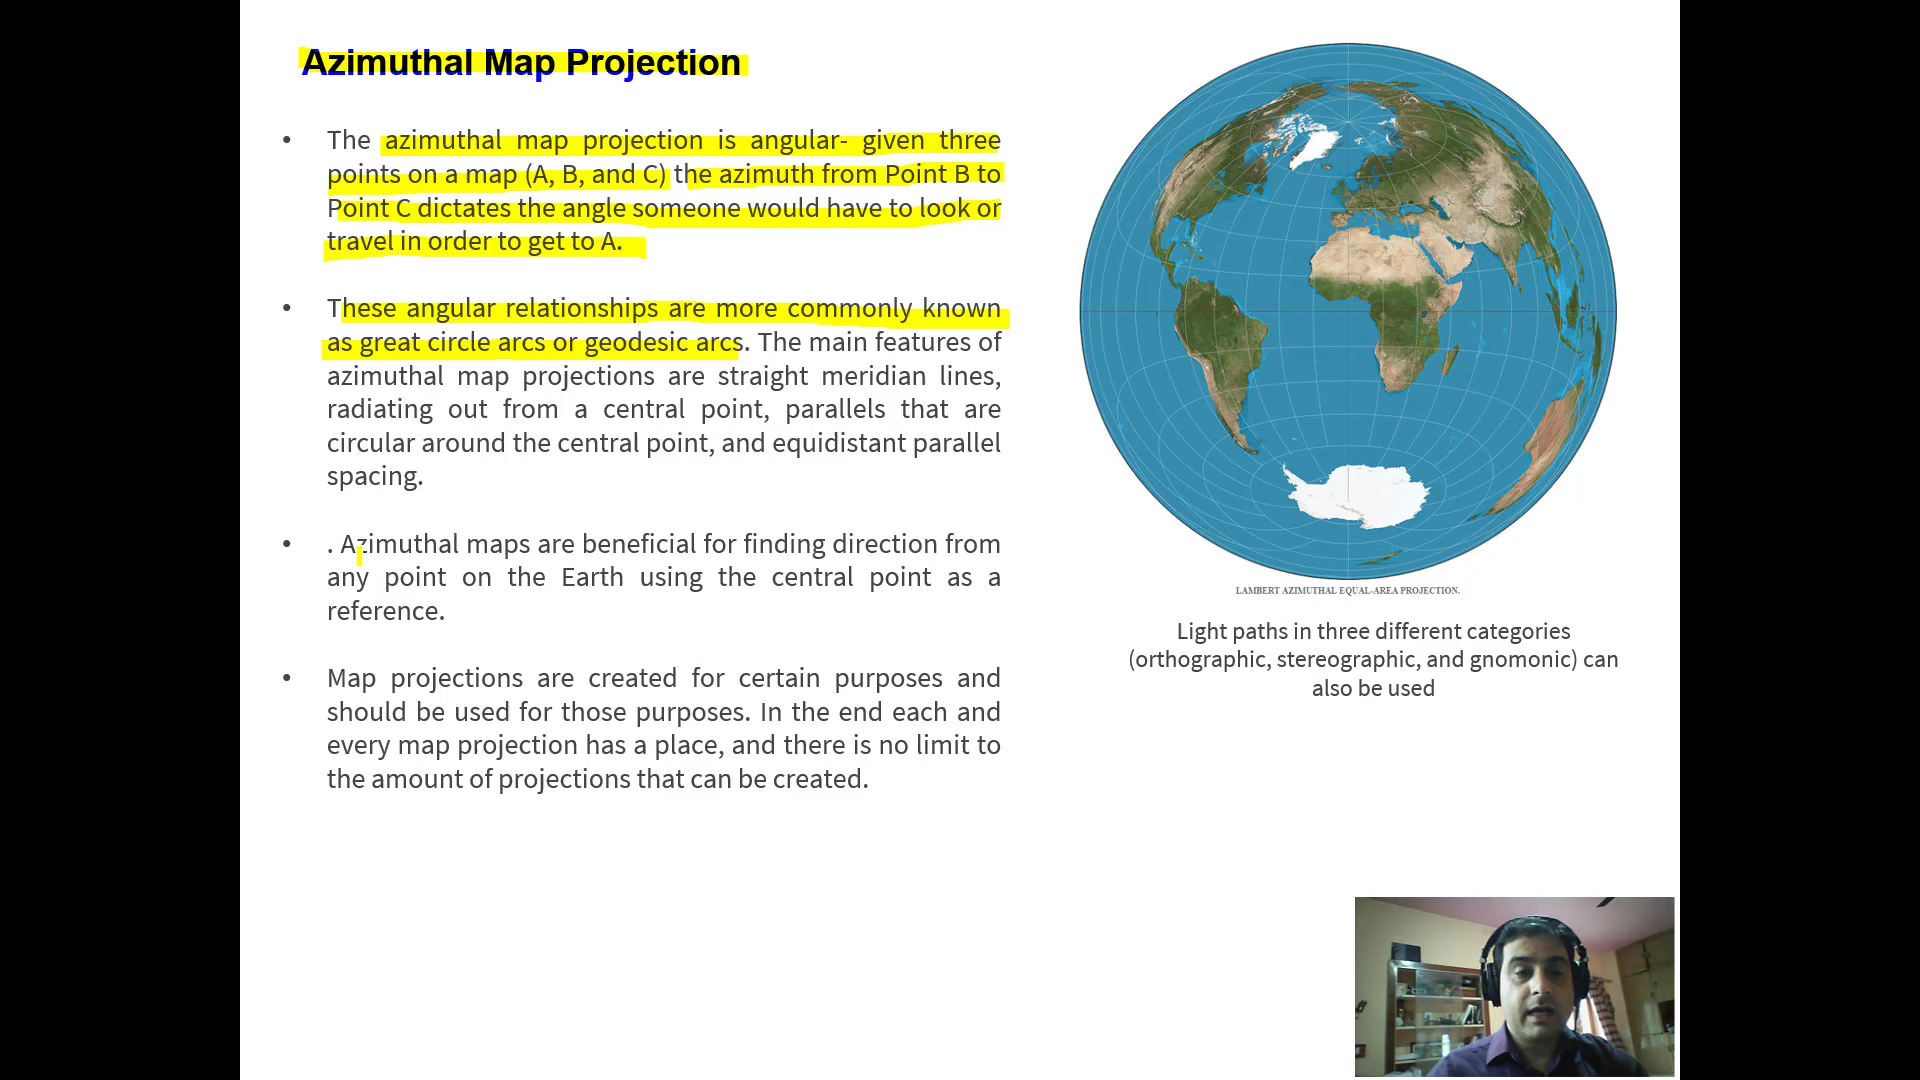 Azimuthal Map Projection
• The azimuthal map projection is angular- given three
points on a map (A, B, and C) the azimuth from Point B to
Point C dictates the angle someone would have to look or
travel in order to get to A.
• These angular relationships are more commonly known
as great circle arcs or geodesic arcs. The main features of
azimuthal map projections are straight meridian lines,
radiating out from a central point, parallels that are
circular around the central point, and equidistant parallel
spacing.
• . Azimuthal maps are beneficial for finding direction from
any point on the Earth using the central point as a
reference.
• Map projections are created for certain purposes and
should be used for those purposes. In the end each and
every map projection has a place, and there is no limit to
the amount of projections that can be created.
LAMBERT AZIMUTHAL EQUAL-AREA PROJECTION.
Light paths in three different categories
(orthographic, stereographic, and gnomonic) can
also be used